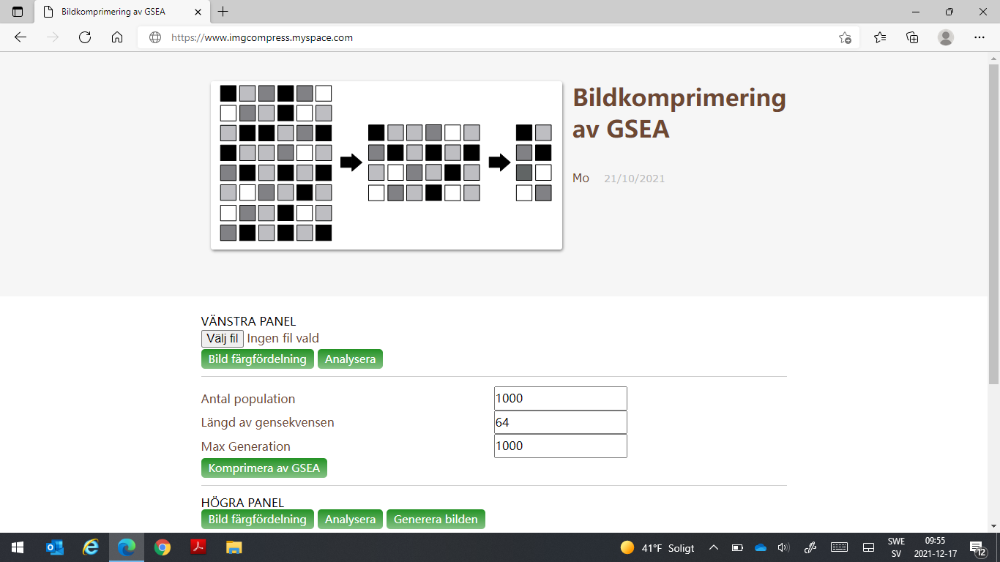 Bildkomprimering av GSEA
https://www.imgcompress.myspace.com
Bildkomprimering
av GSEA
Mo 21/10/2021
VÄNSTRA PANEL
Välj fil Ingen fil vald
Bild färgfördelning Analysera
Antal population 1000
Längd av gensekvensen 64
Max Generation 1000
Komprimera av GSEA
HÖGRA PANEL
Bild färgfördelning Analysera Generera bilden
41°F Soligt SWE 09:55
SV 2021-12-17 12